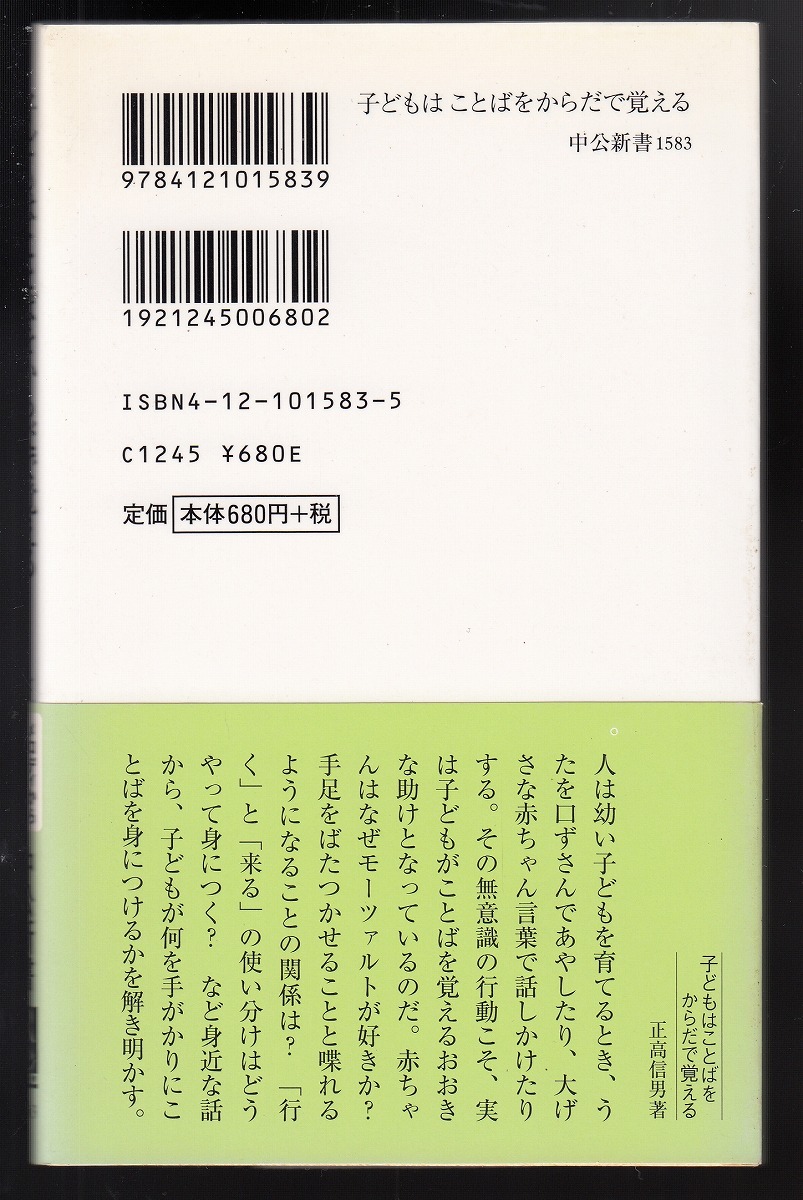 9784121015839
子どもは ことばをからだで覚える
中公新書1583
1921245006802
ISBN4-12-101583-5
C1245 ¥680E
定価 本体680円+税
子どもはことばを
からだで覚える
正高信男著
人は幼い子どもを育てるとき、う
たを口ずさんであやしたり、大げ
さな赤ちゃん言葉で話しかけたり
する。その無意識の行動こそ、実
は子どもがことばを覚えるおおき
な助けとなっているのだ。赤ちゃ
んはなぜモーツァルトが好きか？
手足をばたつかせることと喋れる
ようになることの関係は？　「行
く」と「来る」の使い分けはどう
やって身につく？　など身近な話
から、子どもが何を手がかりにこ
とばを身につけるかを解き明かす。